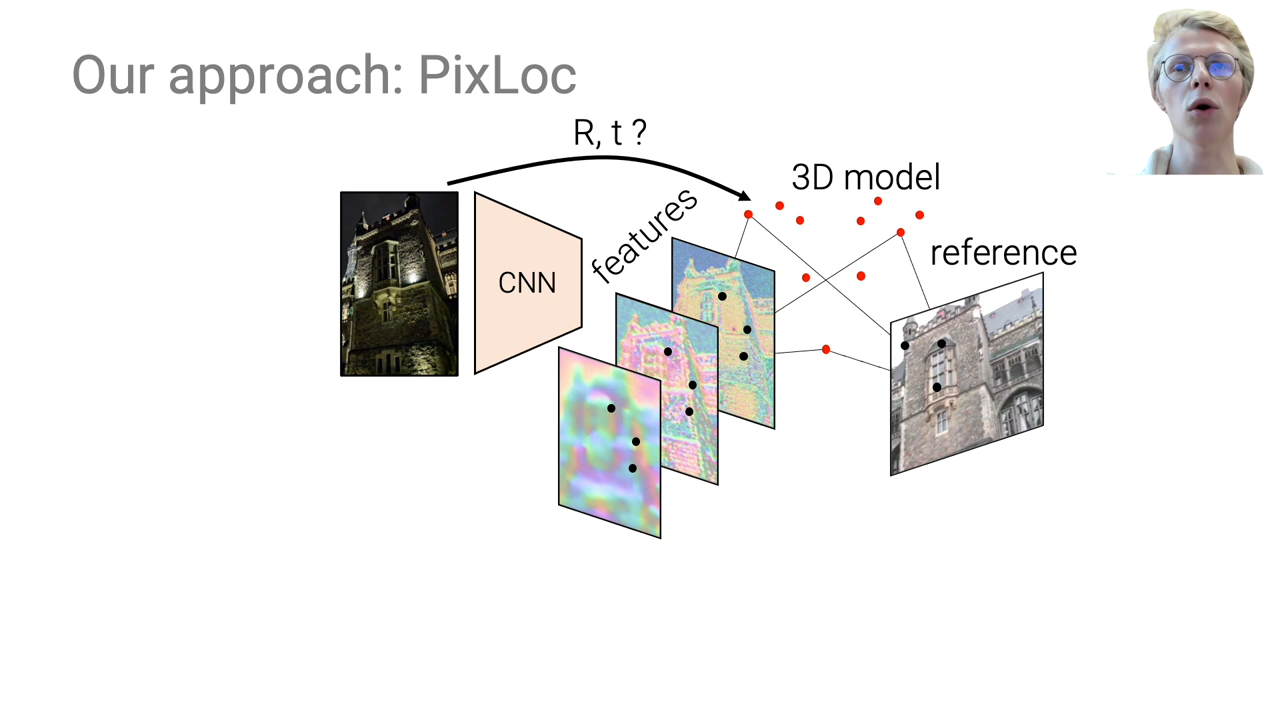 Our approach: PixLoc
R, t ?
3D model
features
reference
CNN